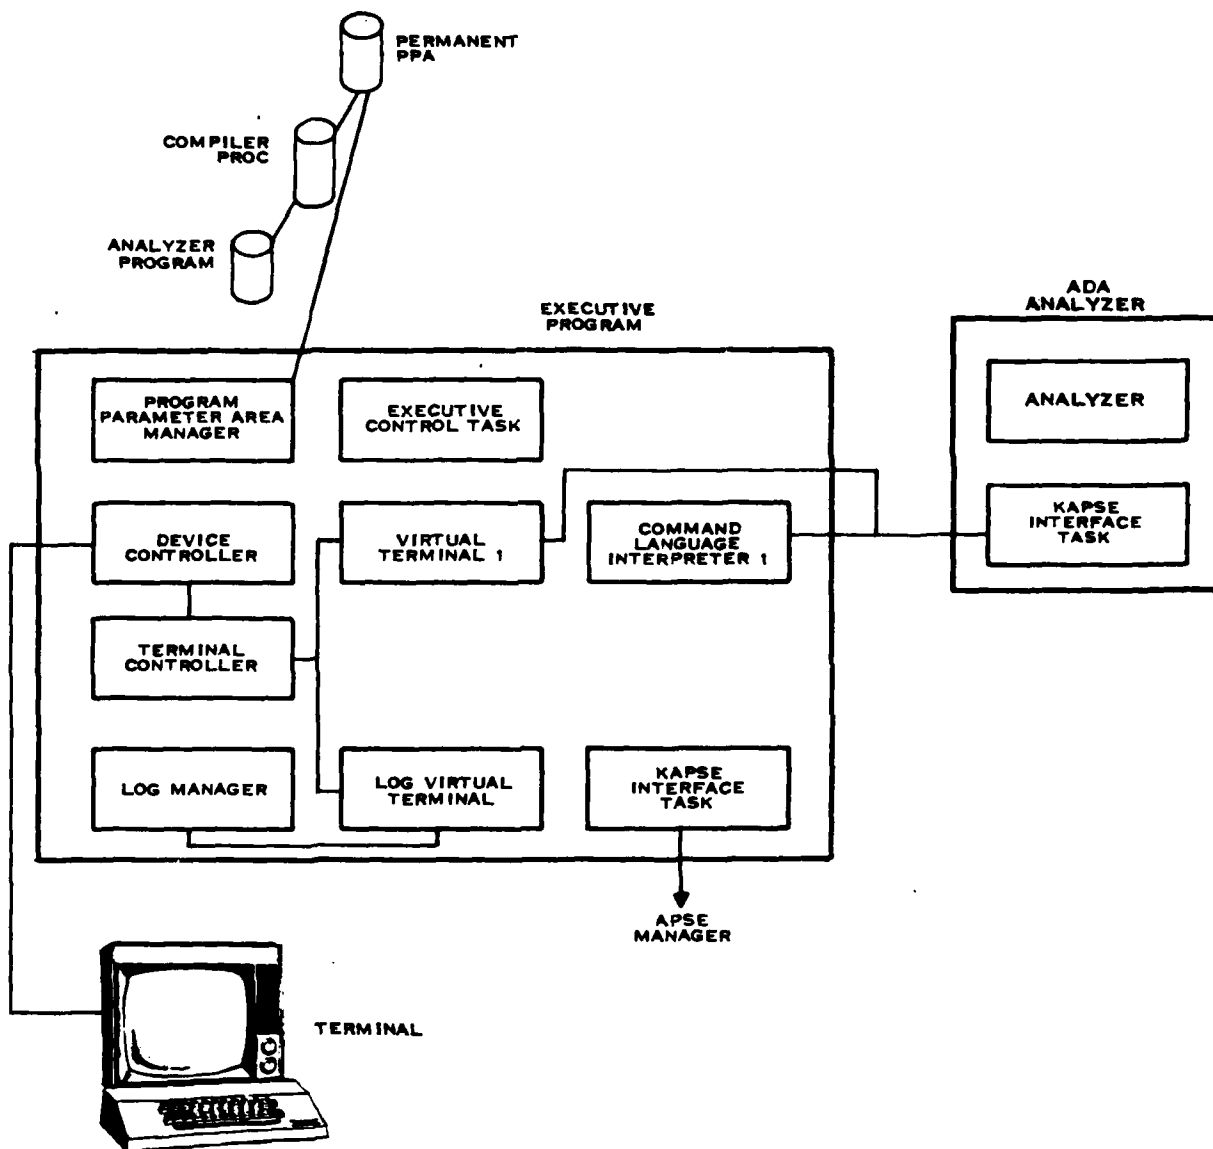 PERMANENT
PPA
COMPILER
PROC
ANALYZER
PROGRAM
EXECUTIVE
PROGRAM
ADA
ANALYZER
PROGRAM
PARAMETER AREA
MANAGER
EXECUTIVE
CONTROL TASK
ANALYZER
DEVICE
CONTROLLER
VIRTUAL
TERMINAL 1
COMMAND
LANGUAGE
INTERPRETER 1
KAPSE
INTERFACE
TASK
TERMINAL
CONTROLLER
LOG MANAGER
LOG VIRTUAL
TERMINAL
KAPSE
INTERFACE
TASK
APSE
MANAGER
TERMINAL